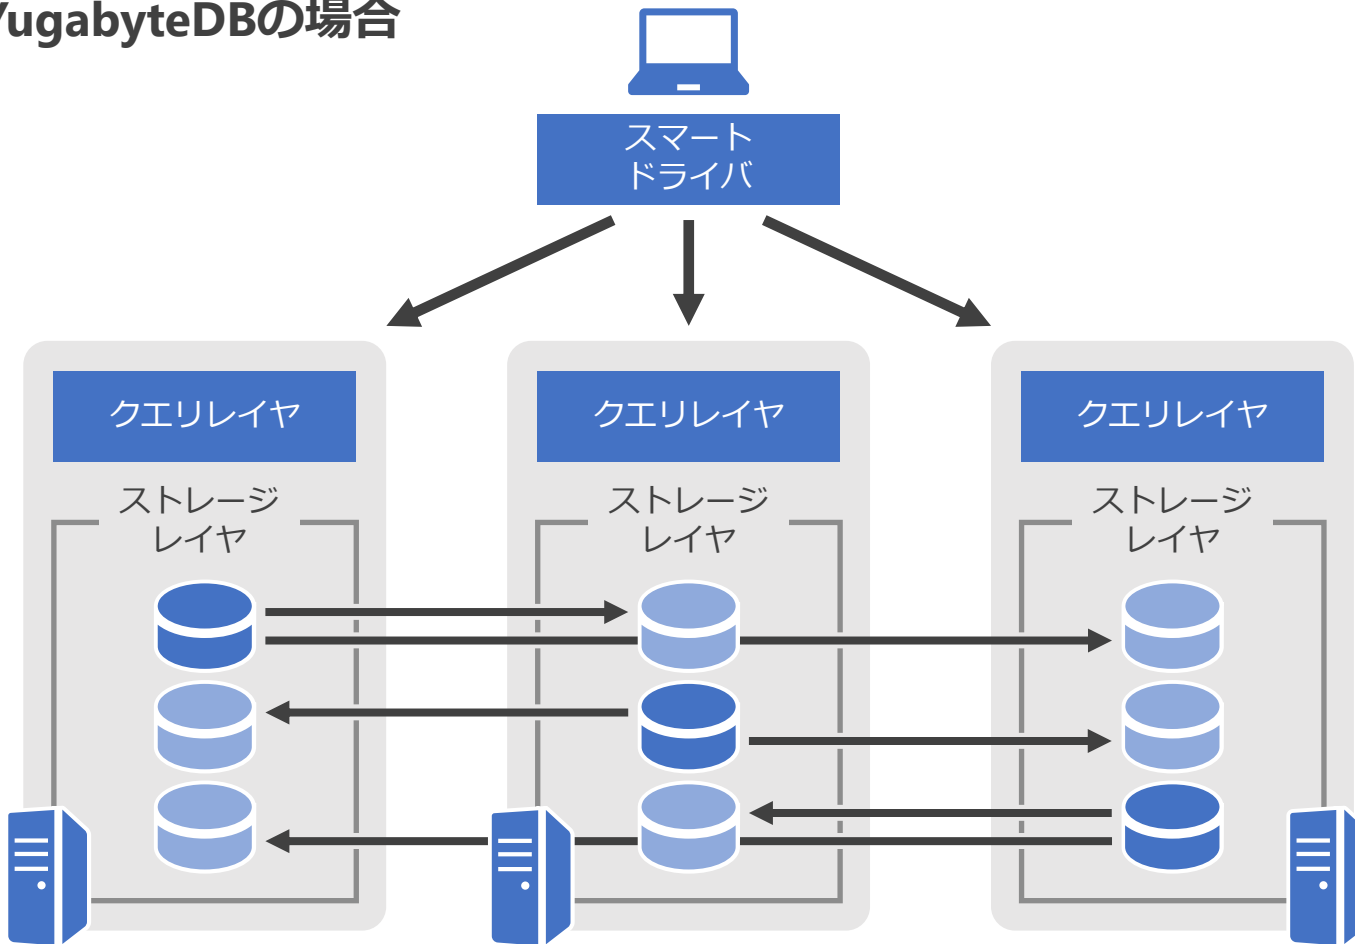 YugabyteDBの場合
スマート
ドライバ
クエリレイヤ
クエリレイヤ
クエリレイヤ
ストレージ
レイヤ
ストレージ
レイヤ
ストレージ
レイヤ